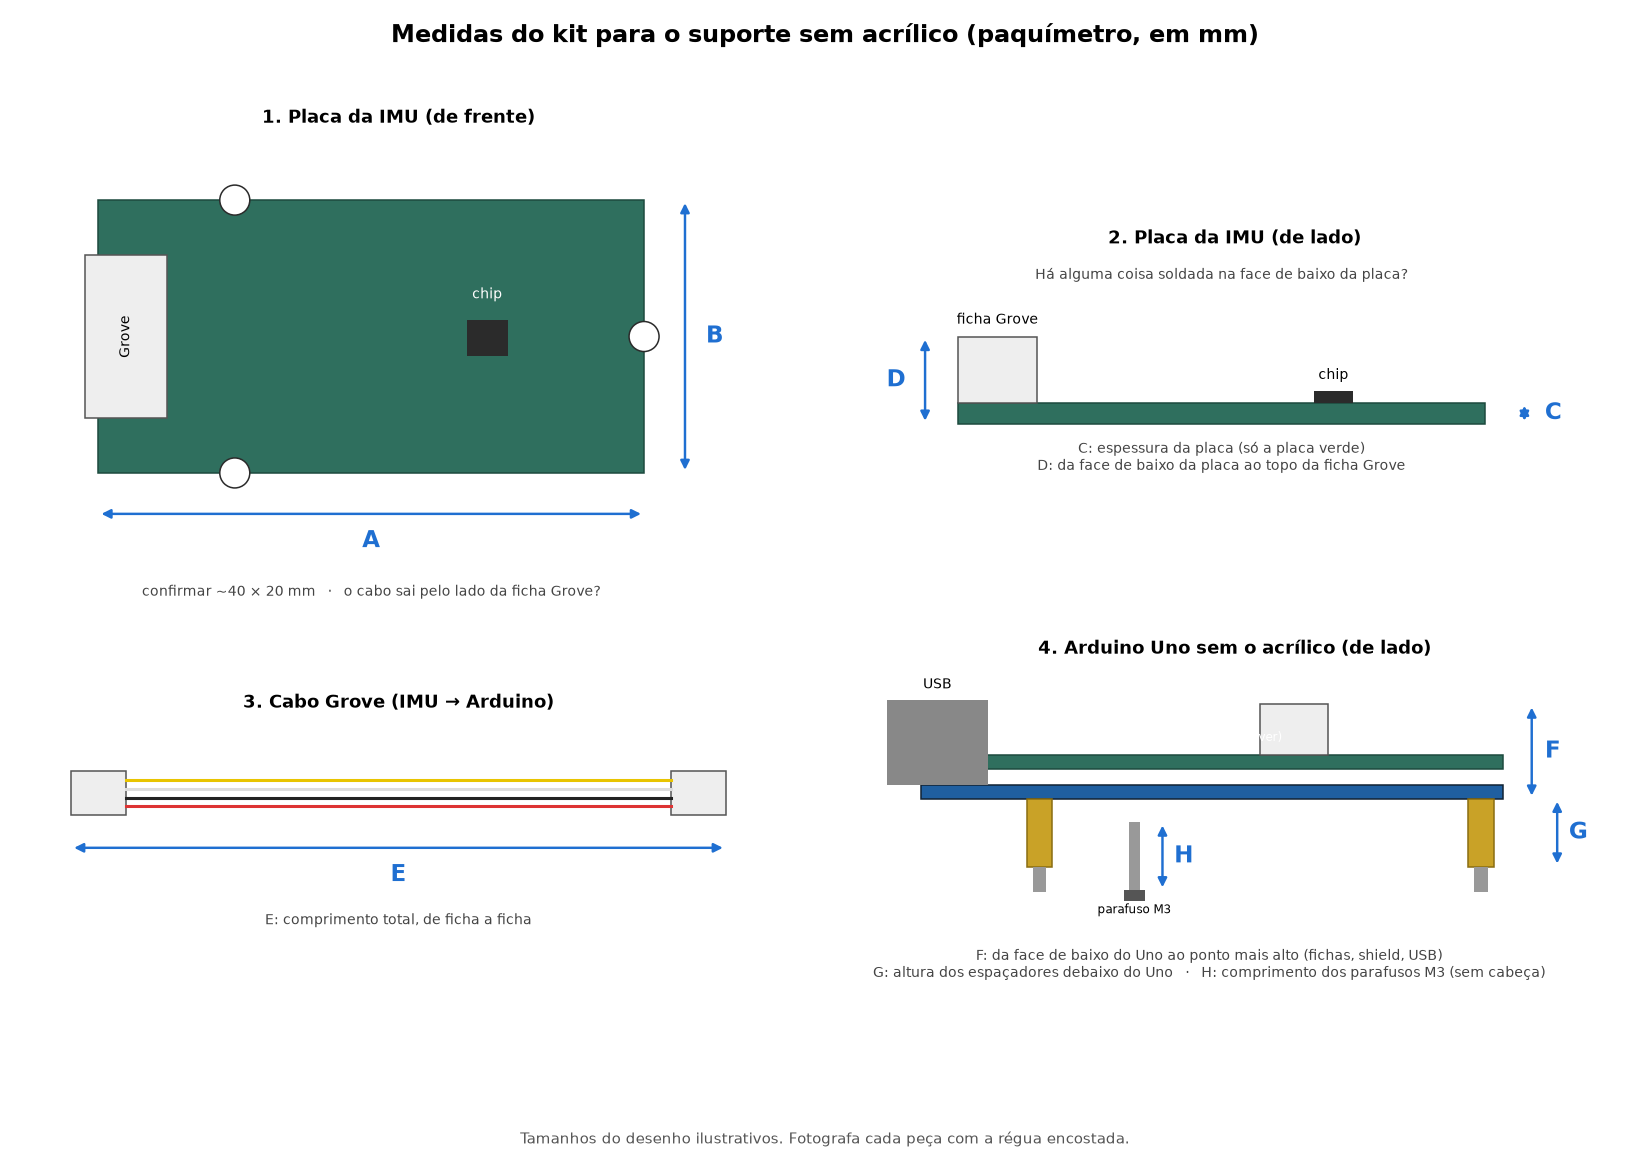 Medidas do kit para o suporte sem acrílico (paquímetro, em mm)
1. Placa da IMU (de frente)
Grove
chip
B
A
confirmar ~40 × 20 mm · o cabo sai pelo lado da ficha Grove?
2. Placa da IMU (de lado)
Há alguma coisa soldada na face de baixo da placa?
ficha Grove
D
chip
C
C: espessura da placa (só a placa verde)
D: da face de baixo da placa ao topo da ficha Grove
3. Cabo Grove (IMU → Arduino)
E
E: comprimento total, de ficha a ficha
4. Arduino Uno sem o acrílico (de lado)
USB
F
G
H
parafuso M3
F: da face de baixo do Uno ao ponto mais alto (fichas, shield, USB)
G: altura dos espaçadores debaixo do Uno · H: comprimento dos parafusos M3 (sem cabeça)
Tamanhos do desenho ilustrativos. Fotografa cada peça com a régua encostada.